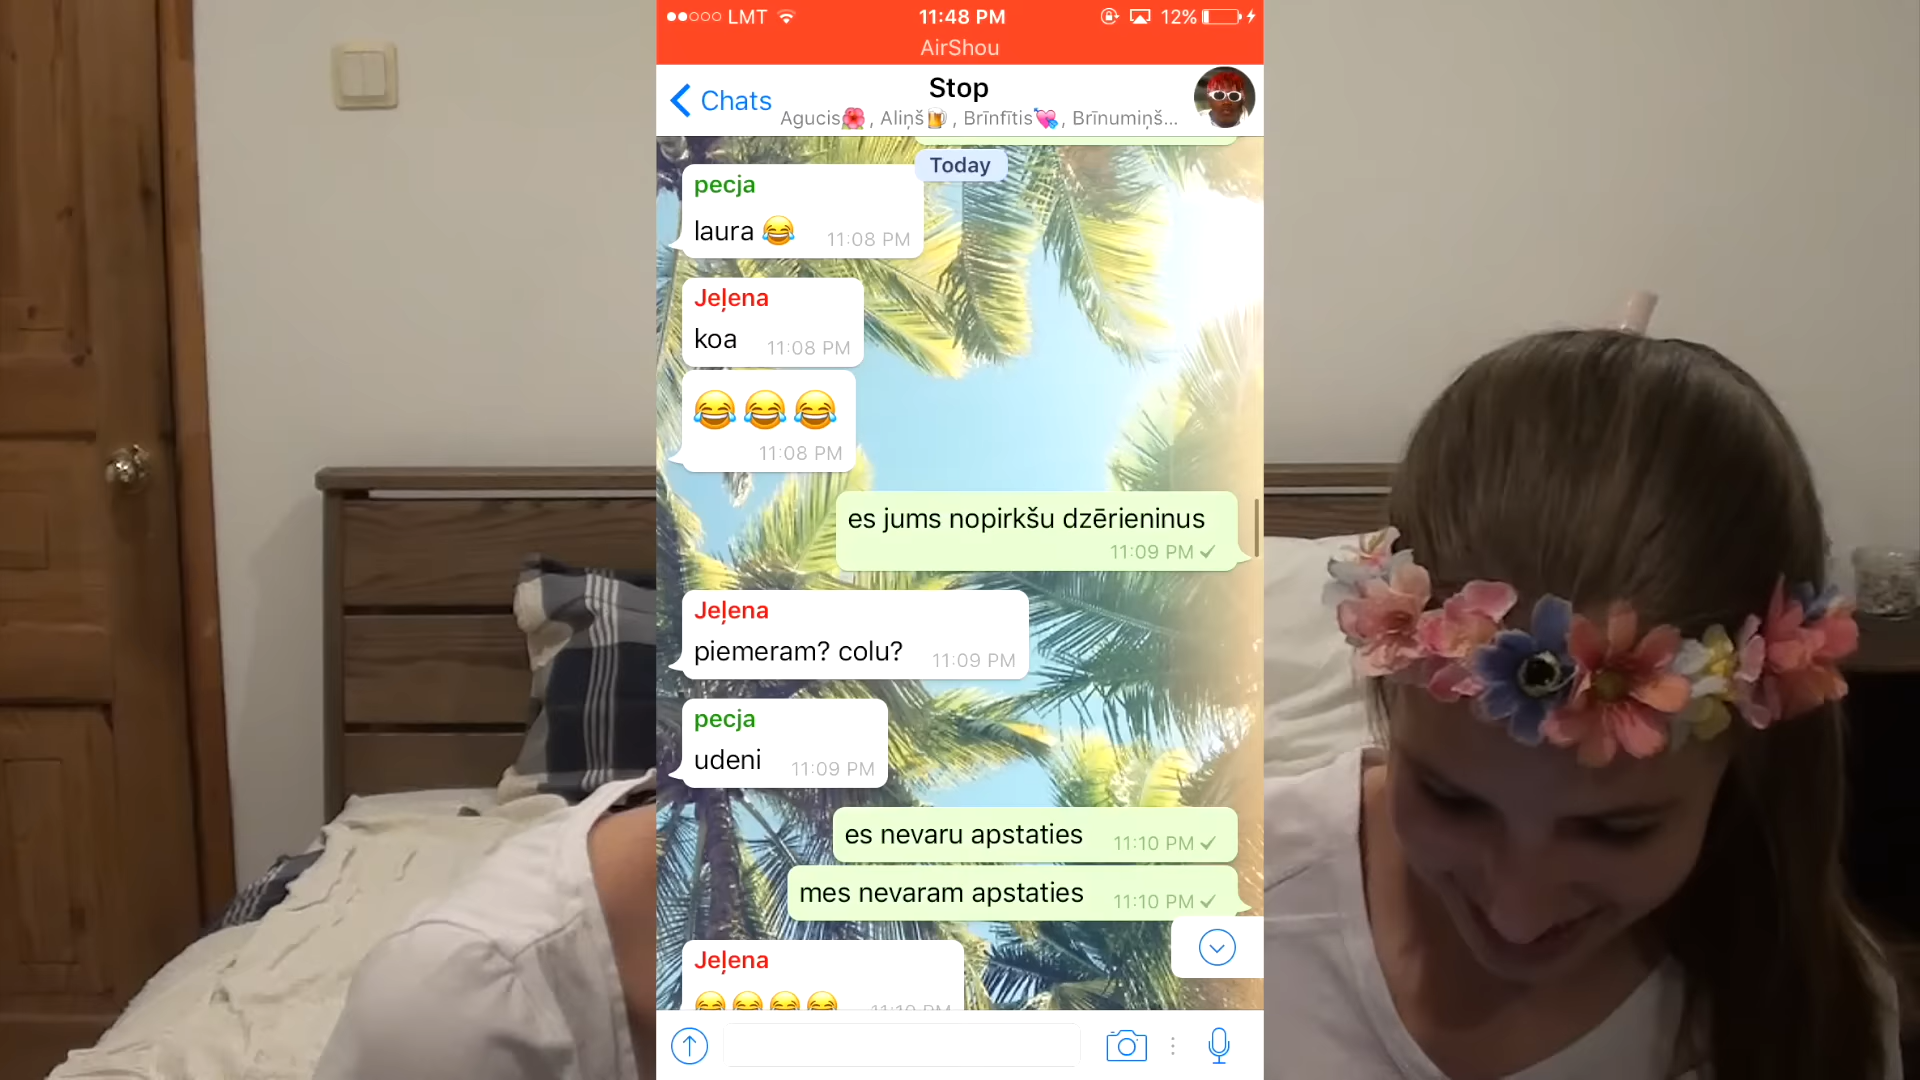 LMT 11:48 PM 12%
AirShou
Chats
Stop
Agucis🌺, Aliņš🍺, Brīnfītis💘, Brīnumiņš...
Today
pecja
laura 😂 11:08 PM
Jeļena
koa 11:08 PM
😂😂😂
11:08 PM
es jums nopirkšu dzērieninus
11:09 PM
Jeļena
piemeram? colu? 11:09 PM
pecja
udeni 11:09 PM
es nevaru apstaties 11:10 PM
mes nevaram apstaties 11:10 PM
Jeļena
😂😂😂😂 11:10 PM